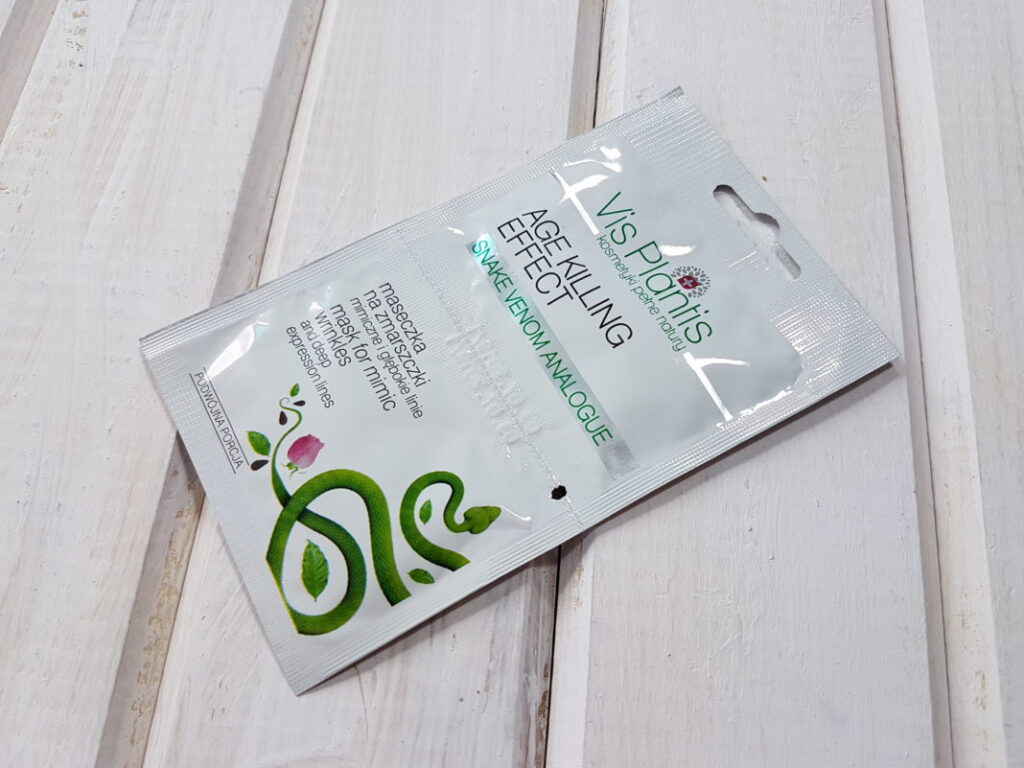 Vis Plantis
kosmetyki pełne natury
AGE KILLING
EFFECT
SNAKE VENOM ANALOGUE
maseczka
na zmarszczki
mimiczne i głębokie linie
mask for mimic
wrinkles
and deep
expression lines
PODWÓJNA PORCJA